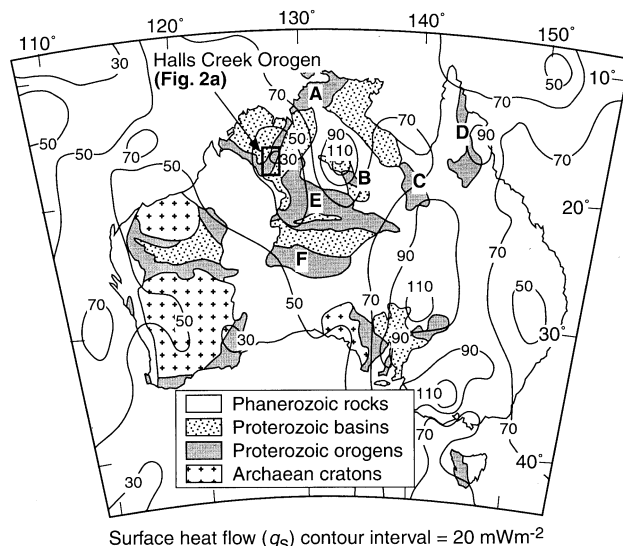 110° 120° 130° 140° 150°
30
Halls Creek Orogen
(Fig. 2a)
70
10°
50
A
70
50
70
50
90
110
70
D
90
70
50
30
B
C
E
20°
F
90
70
50
50
110
70
50
50
30
90
30°
90
110
70
70
30
40°
Phanerozoic rocks
Proterozoic basins
Proterozoic orogens
Archaean cratons
Surface heat flow (qs) contour interval = 20 mWm-2